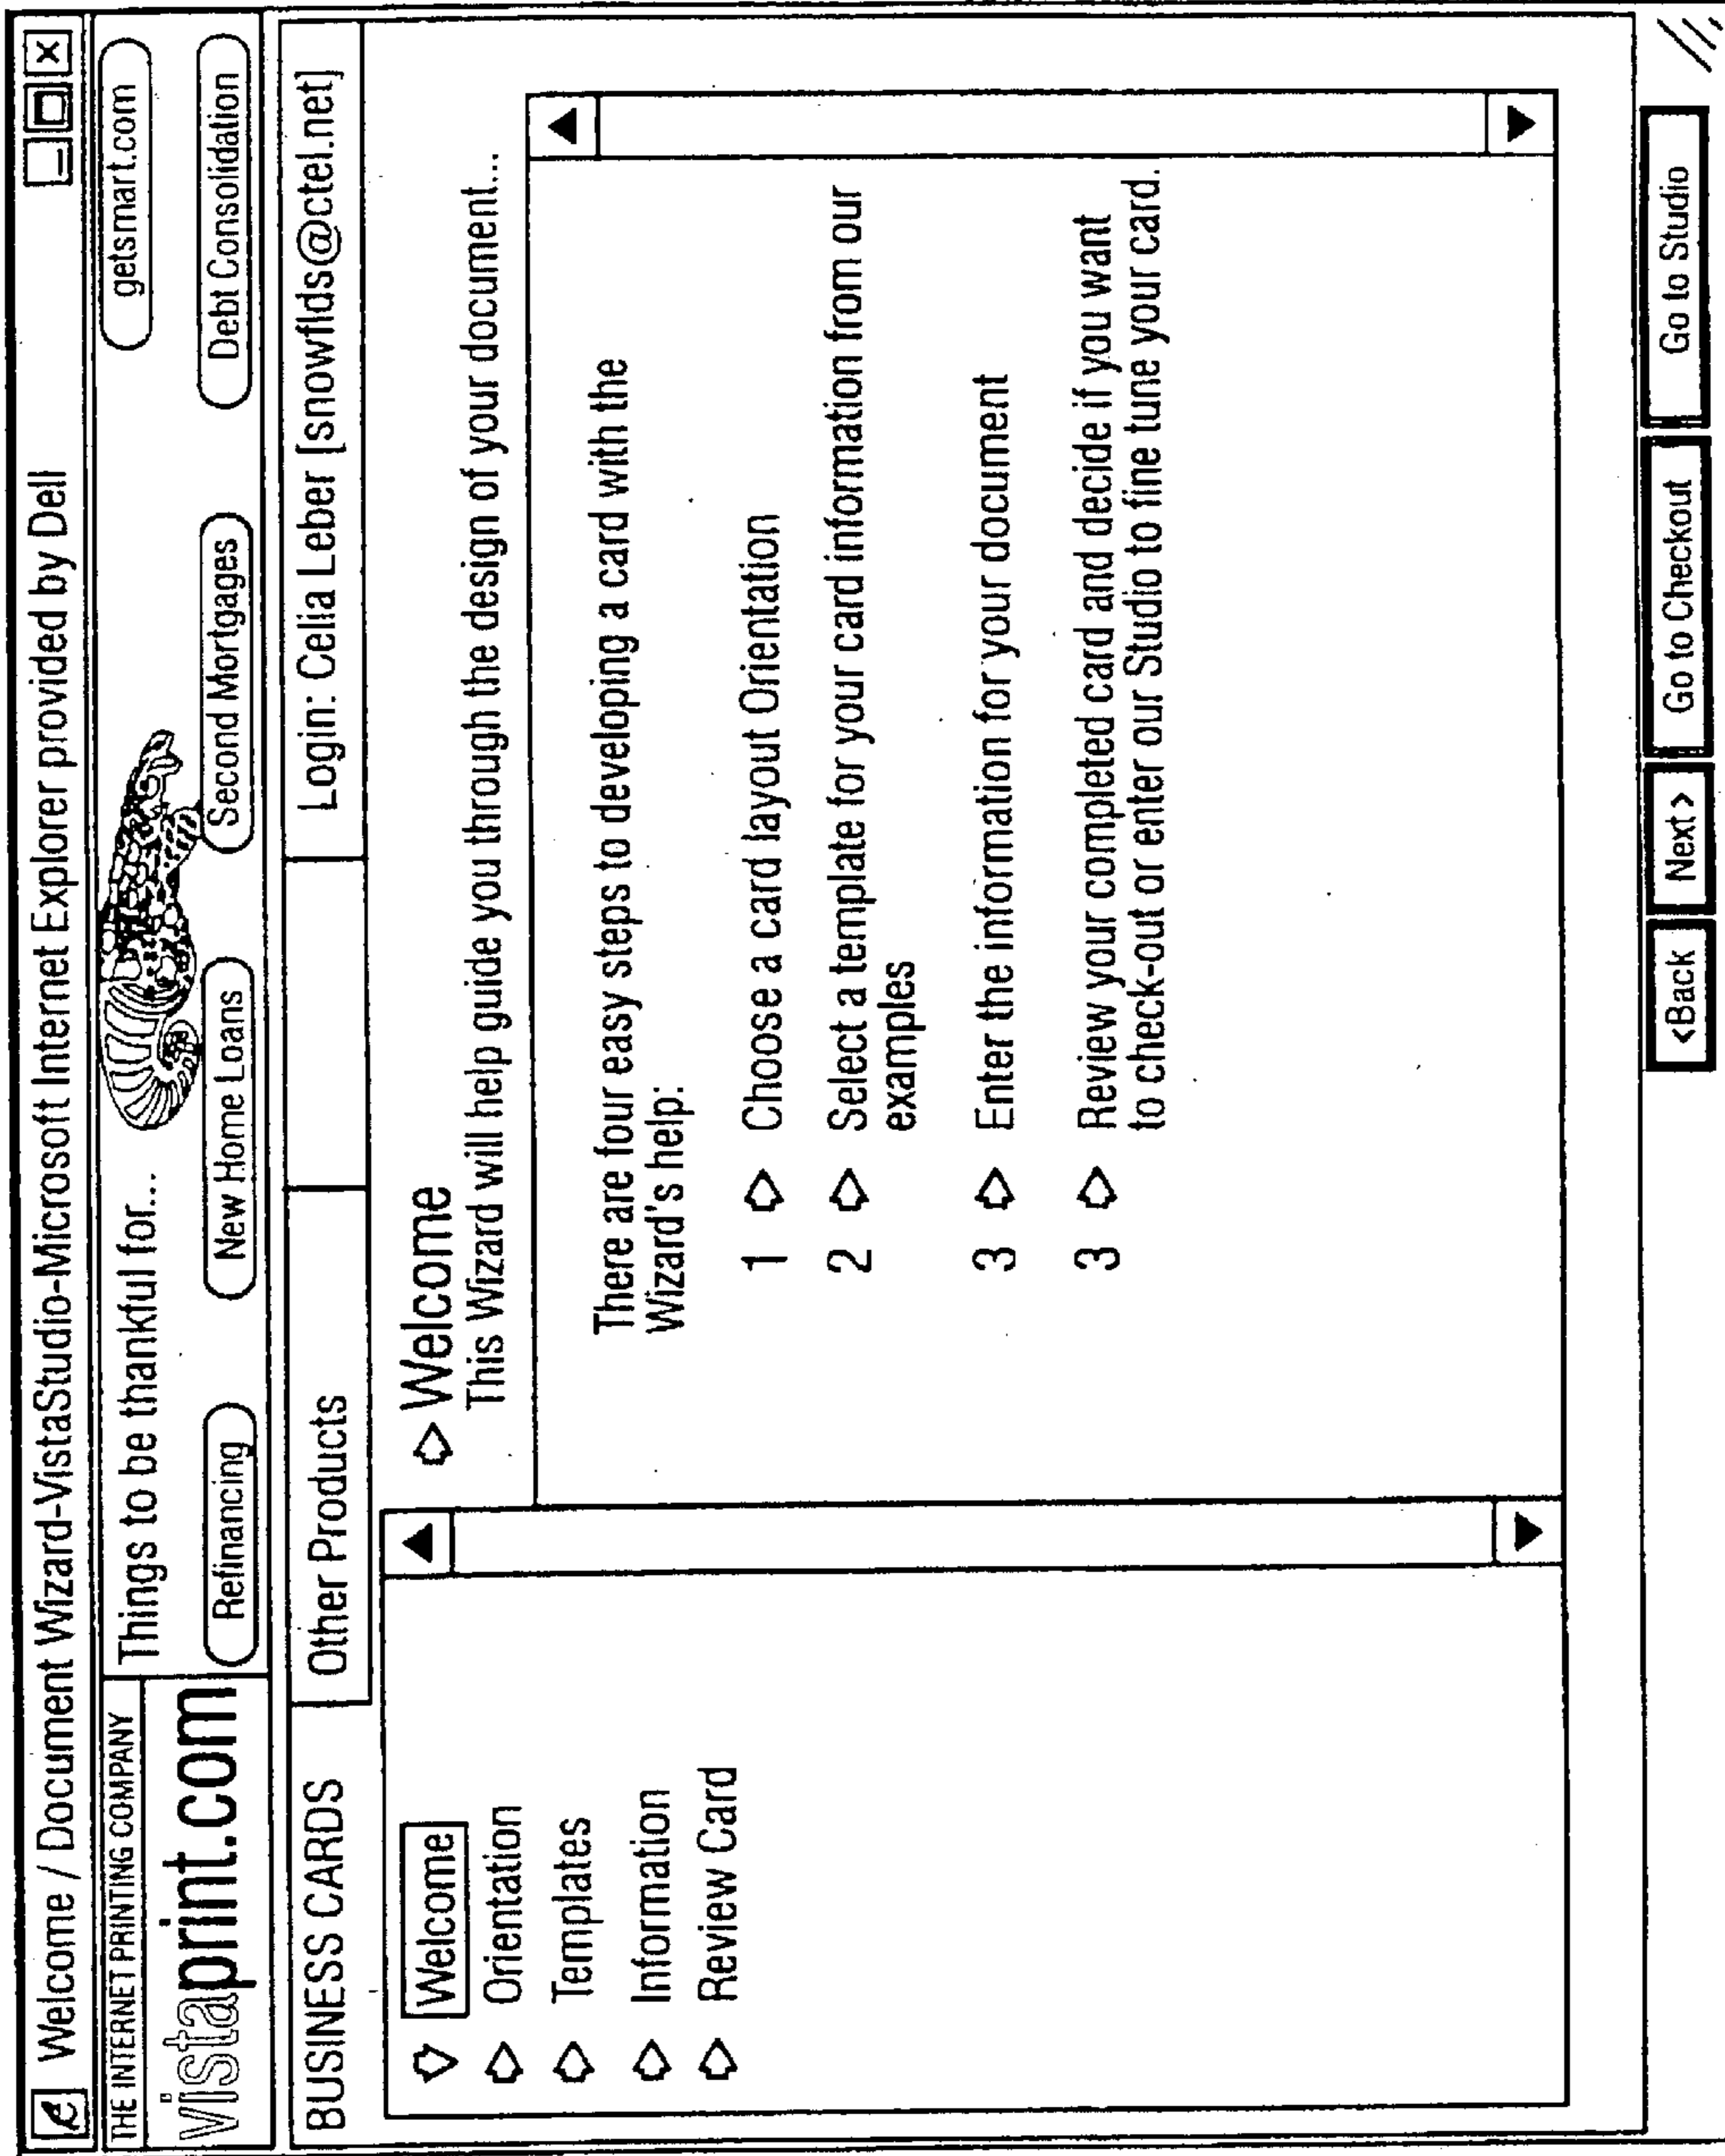 Welcome / Document Wizard-VistaStudio-Microsoft Internet Explorer provided by Dell
THE INTERNET PRINTING COMPANY
vistaprint.com
Things to be thankful for...
getsmart.com
Refinancing
New Home Loans
Second Mortgages
Debt Consolidation
BUSINESS CARDS
Other Products
Login: Celia Leber [snowflds@ctel.net]
Welcome
Orientation
Templates
Information
Review Card
Welcome
This Wizard will help guide you through the design of your document...
There are four easy steps to developing a card with the
Wizard's help:
1 Choose a card layout Orientation
2 Select a template for your card information from our
examples
3 Enter the information for your document
3 Review your completed card and decide if you want
to check-out or enter our Studio to fine tune your card.
<Back
Next>
Go to Checkout
Go to Studio